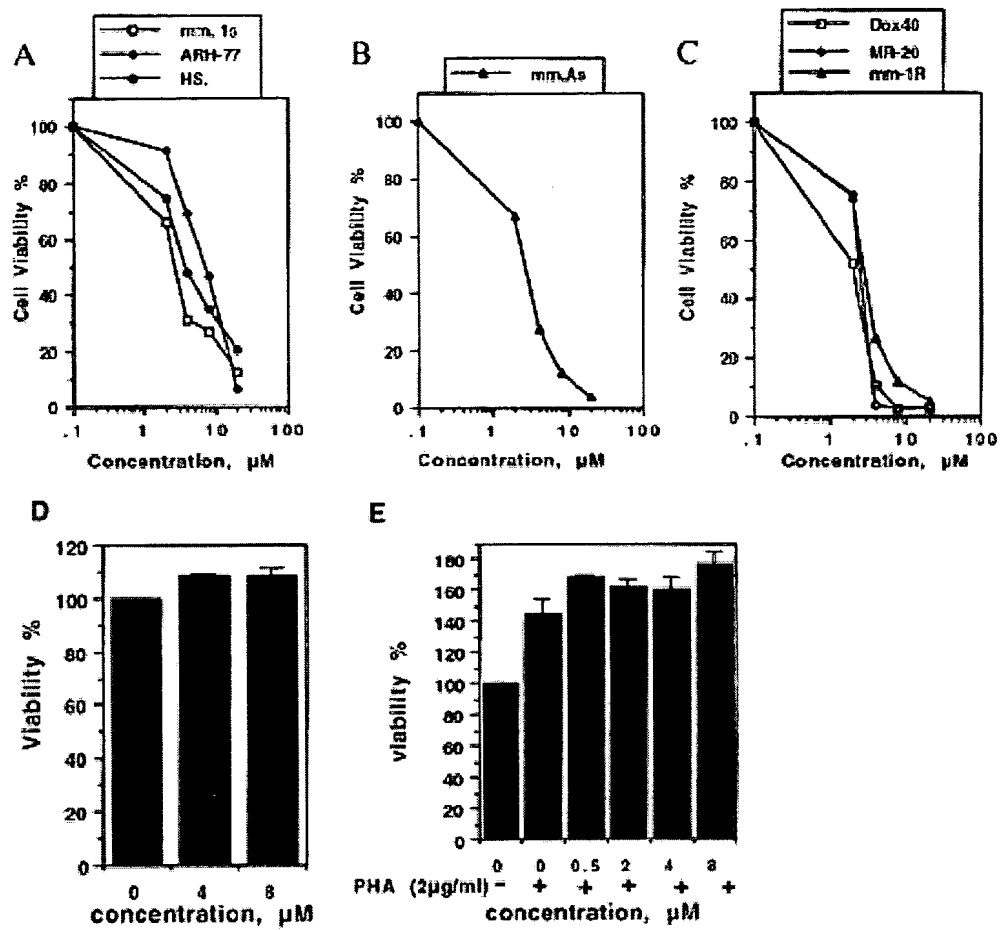 A
mm. 1s
ARH-77
HS.
Cell Viability %
100
80
60
40
20
0
.1
1
10
100
Concentration, µM
B
mm.As
Cell Viability %
100
80
60
40
20
0
.1
1
10
100
Concentration, µM
C
Dox40
MR-20
mm-1R
Cell Viability %
100
80
60
40
20
0
.1
1
10
100
Concentration, µM
D
Viability %
120
100
80
60
40
20
0
0 4 8
concentration, µM
E
viability %
180
160
140
120
100
80
60
40
20
0
0 0 0.5 2 4 8
PHA (2µg/ml) - + + + + +
concentration, µM